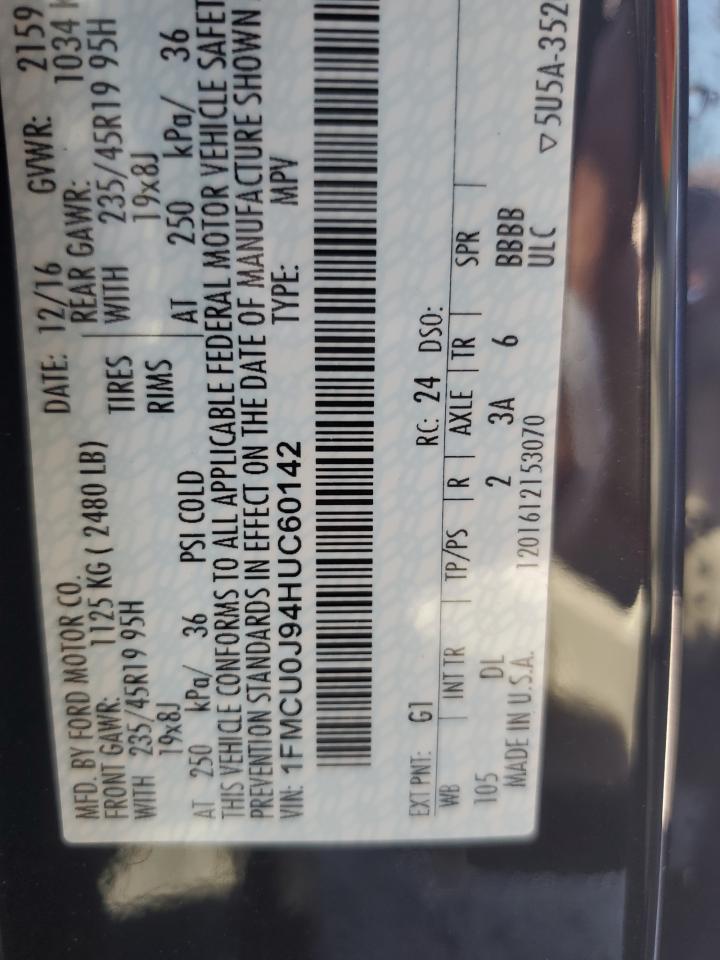 MFD. BY FORD MOTOR CO.
DATE: 12/16 GVWR: 2159
FRONT GAWR: 1125 KG ( 2480 LB) REAR GAWR: 1034
WITH 235/45R19 95H TIRES WITH 235/45R19 95H
19x8J RIMS 19x8J
AT 250 kPa/ 36 PSI COLD AT 250 kPa/ 36
THIS VEHICLE CONFORMS TO ALL APPLICABLE FEDERAL MOTOR VEHICLE SAFET
PREVENTION STANDARDS IN EFFECT ON THE DATE OF MANUFACTURE SHOWN
VIN: 1FMCU0J94HUC60142 TYPE: MPV
EXT PNT: G1 RC: 24 DSO:
WB INT TR TP/PS R AXLE TR SPR
105 DL 2 3A 6 BBBB
MADE IN U.S.A. 1201612153070 ULC
▽ 5U5A-352